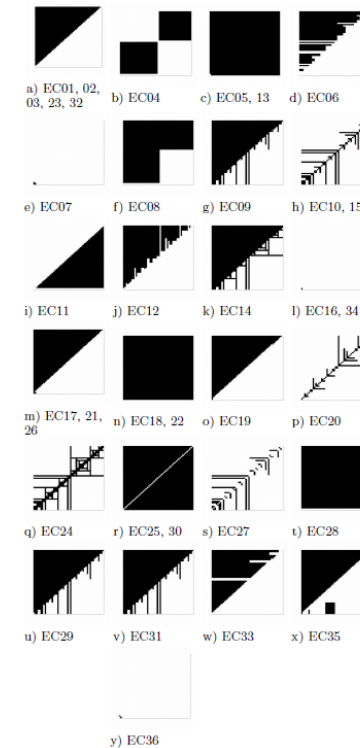 a) EC01, 02,
03, 23, 32
b) EC04
c) EC05, 13
d) EC06
e) EC07
f) EC08
g) EC09
h) EC10, 15
i) EC11
j) EC12
k) EC14
l) EC16, 34
m) EC17, 21,
26
n) EC18, 22
o) EC19
p) EC20
q) EC24
r) EC25, 30
s) EC27
t) EC28
u) EC29
v) EC31
w) EC33
x) EC35
y) EC36